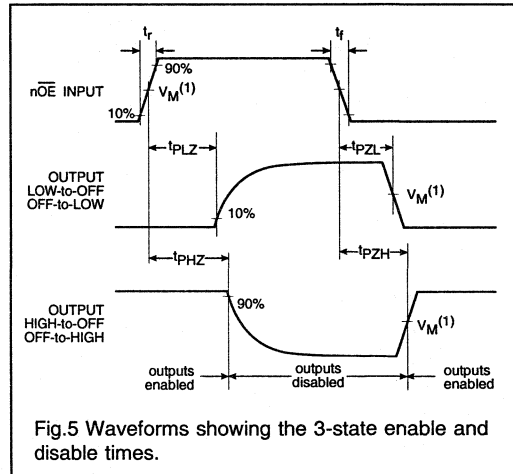 tr
tf
90%
nOE INPUT
VM(1)
10%
tPLZ
tPZL
OUTPUT
LOW-to-OFF
OFF-to-LOW
VM(1)
10%
tPHZ
tPZH
OUTPUT
HIGH-to-OFF
OFF-to-HIGH
90%
VM(1)
outputs
enabled
outputs
disabled
outputs
enabled
Fig.5 Waveforms showing the 3-state enable and
disable times.